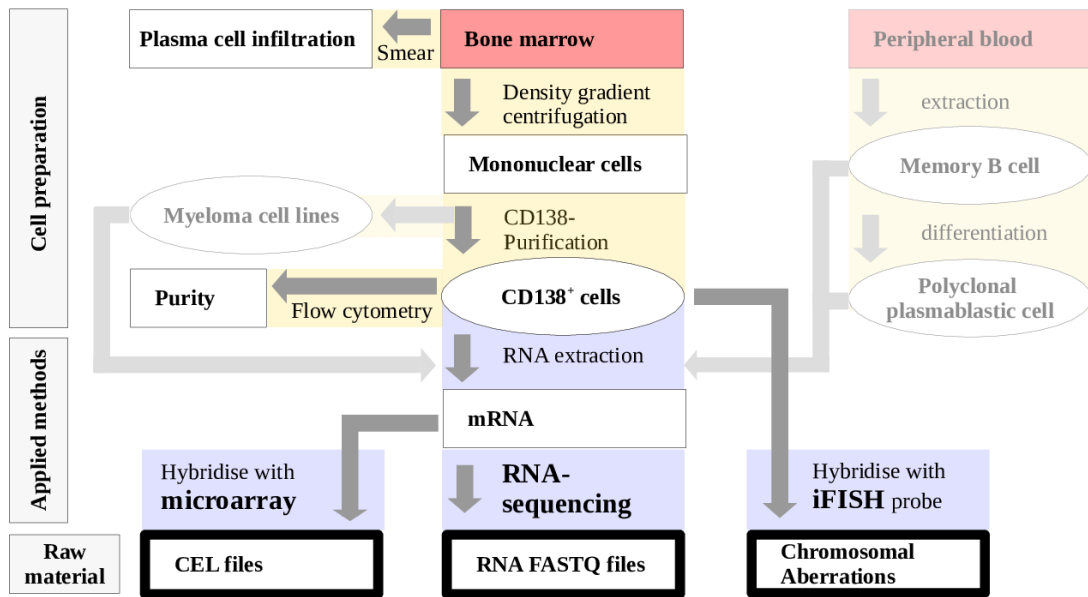 Cell preparation
Plasma cell infiltration
Smear
Bone marrow
Peripheral blood
Density gradient
centrifugation
extraction
Mononuclear cells
Memory B cell
Myeloma cell lines
CD138-
Purification
differentiation
Purity
Flow cytometry
CD138⁺ cells
Polyclonal
plasmablastic cell
Applied methods
RNA extraction
mRNA
Hybridise with
microarray
RNA-
sequencing
Hybridise with
iFISH probe
Raw
material
CEL files
RNA FASTQ files
Chromosomal
Aberrations